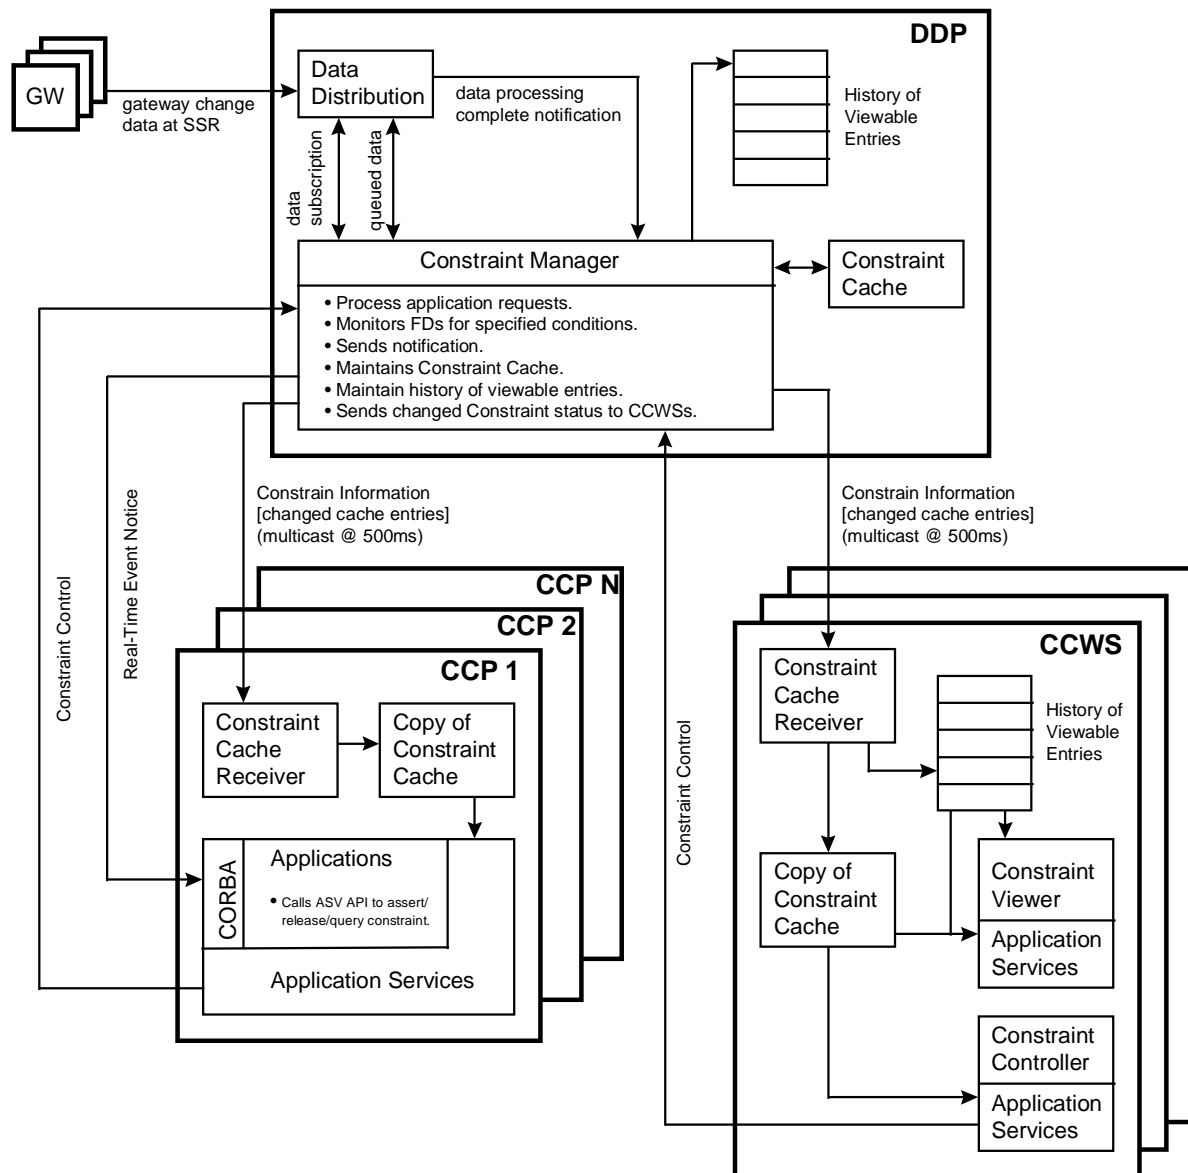 DDP
GW
gateway change
data at SSR
Data
Distribution
data processing
complete notification
History of
Viewable
Entries
data
subscription
queued data
Constraint Manager
• Process application requests.
• Monitors FDs for specified conditions.
• Sends notification.
• Maintains Constraint Cache.
• Maintain history of viewable entries.
• Sends changed Constraint status to CCWSs.
Constraint
Cache
Constraint Control
Real-Time Event Notice
Constrain Information
[changed cache entries]
(multicast @ 500ms)
Constrain Information
[changed cache entries]
(multicast @ 500ms)
CCP N
CCP 2
CCP 1
Constraint
Cache
Receiver
Copy of
Constraint
Cache
CORBA
Applications
• Calls ASV API to assert/
release/query constraint.
Application Services
Constraint Control
CCWS
Constraint
Cache
Receiver
History of
Viewable
Entries
Copy of
Constraint
Cache
Constraint
Viewer
Application
Services
Constraint
Controller
Application
Services